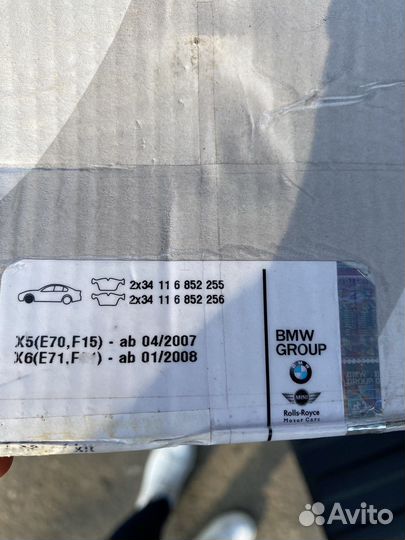 2x34 11 6 852 255
2x34 11 6 852 256
X5(E70,F15) - ab 04/2007
X6(E71, - ab 01/2008
BMW
GROUP
MINI
Rolls-Royce
Motor Cars
Avito